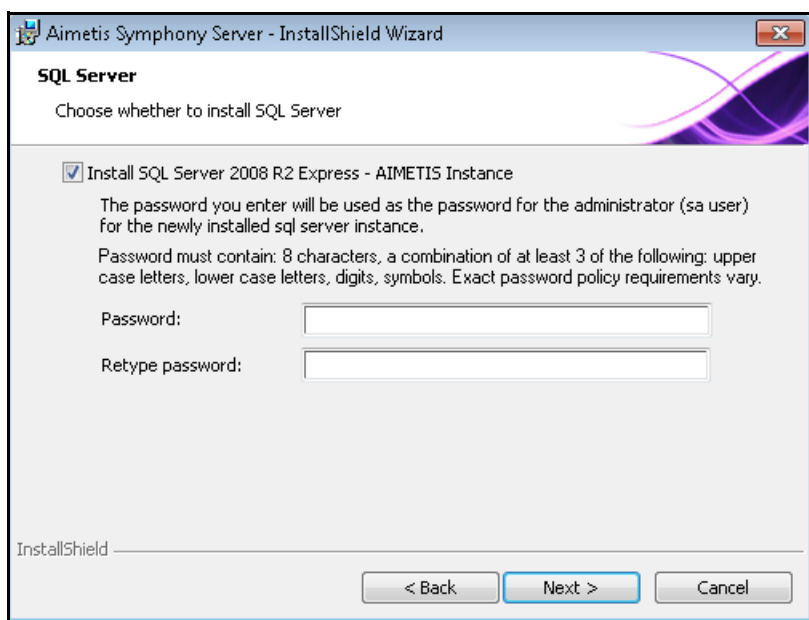 Aimetis Symphony Server - InstallShield Wizard
SQL Server
Choose whether to install SQL Server
Install SQL Server 2008 R2 Express - AIMETIS Instance
The password you enter will be used as the password for the administrator (sa user)
for the newly installed sql server instance.
Password must contain: 8 characters, a combination of at least 3 of the following: upper
case letters, lower case letters, digits, symbols. Exact password policy requirements vary.
Password:
Retype password:
InstallShield
< Back Next > Cancel